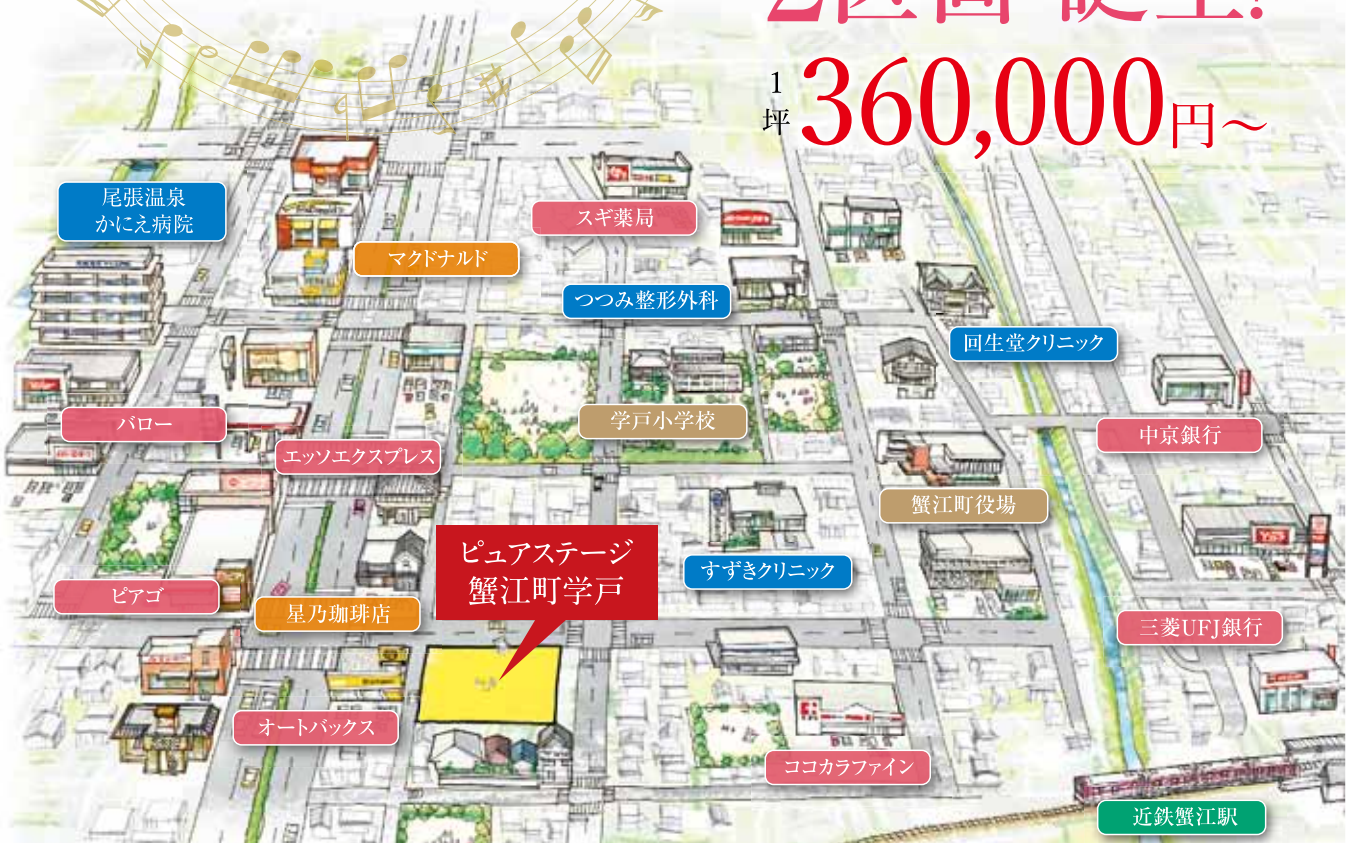 2区画 誕生!
1坪 360,000円～
尾張温泉
かにえ病院
スギ薬局
マクドナルド
つつみ整形外科
回生堂クリニック
バロー
学戸小学校
中京銀行
エッソエクスプレス
蟹江町役場
ピュアステージ
蟹江町学戸
すずきクリニック
ピアゴ
星乃珈琲店
三菱UFJ銀行
オートバックス
ココカラファイン
近鉄蟹江駅